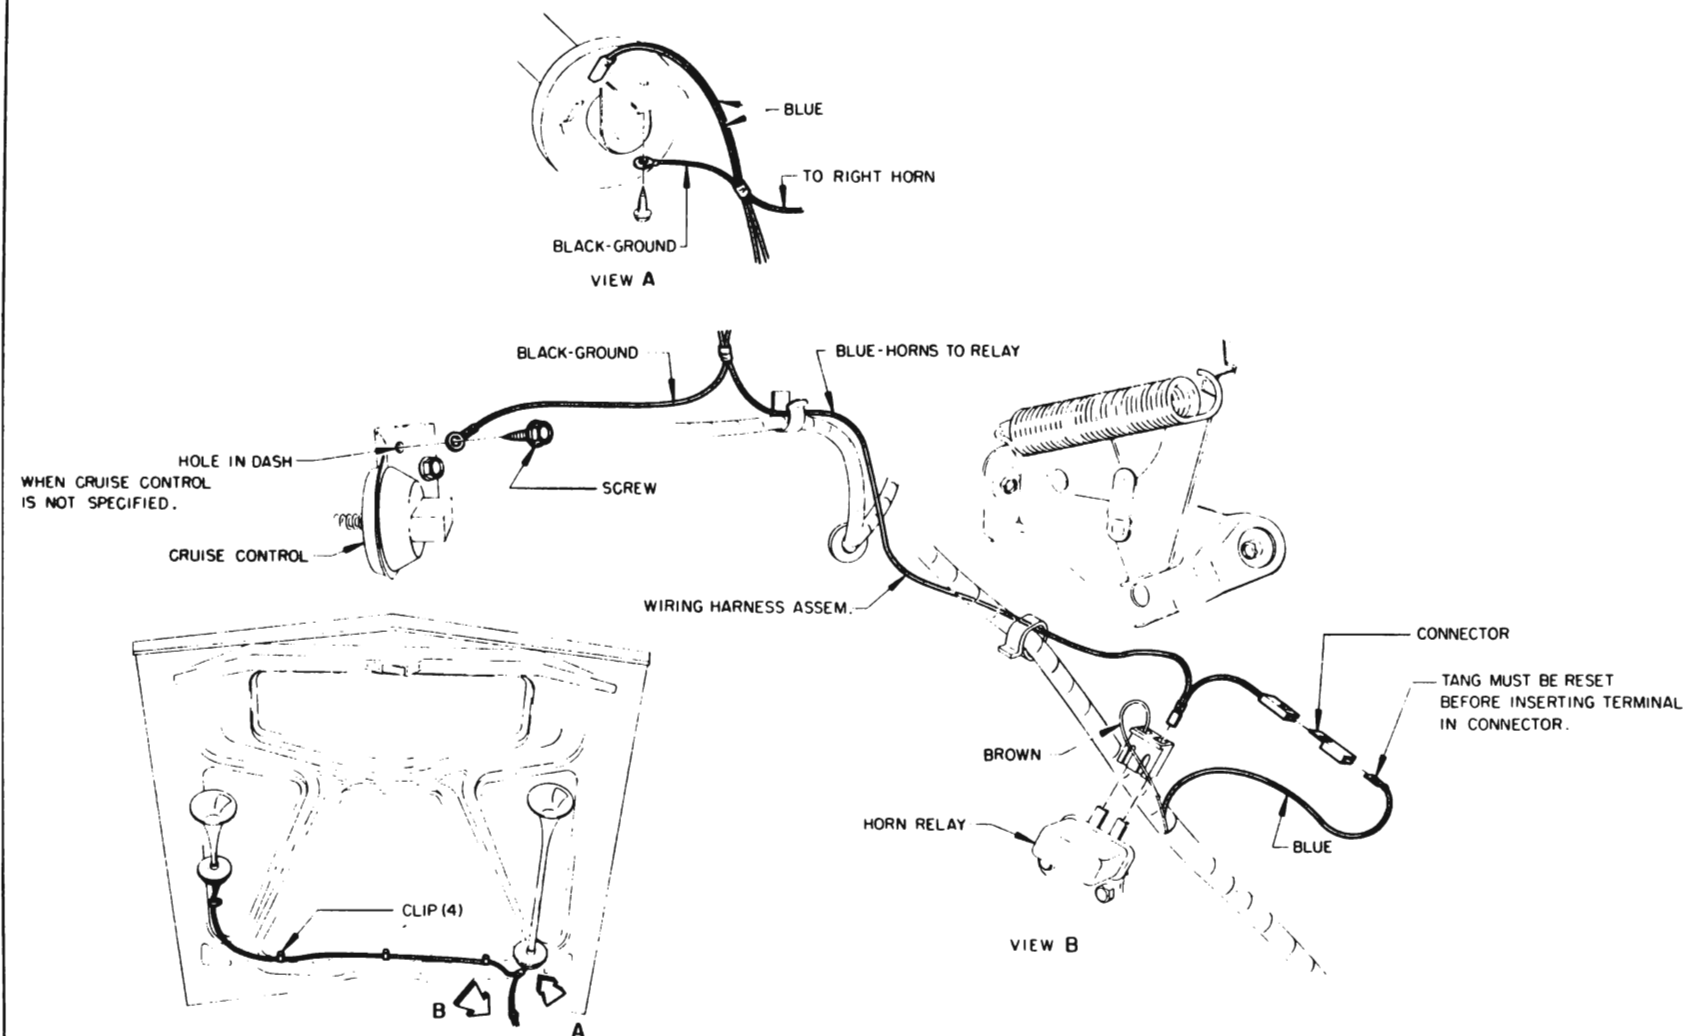 BLUE
TO RIGHT HORN
BLACK-GROUND
VIEW A
BLACK-GROUND
BLUE-HORNS TO RELAY
HOLE IN DASH
WHEN CRUISE CONTROL
IS NOT SPECIFIED.
SCREW
CRUISE CONTROL
WIRING HARNESS ASSEM.
CONNECTOR
TANG MUST BE RESET
BEFORE INSERTING TERMINAL
IN CONNECTOR.
BROWN
HORN RELAY
BLUE
CLIP (4)
VIEW B
B
A